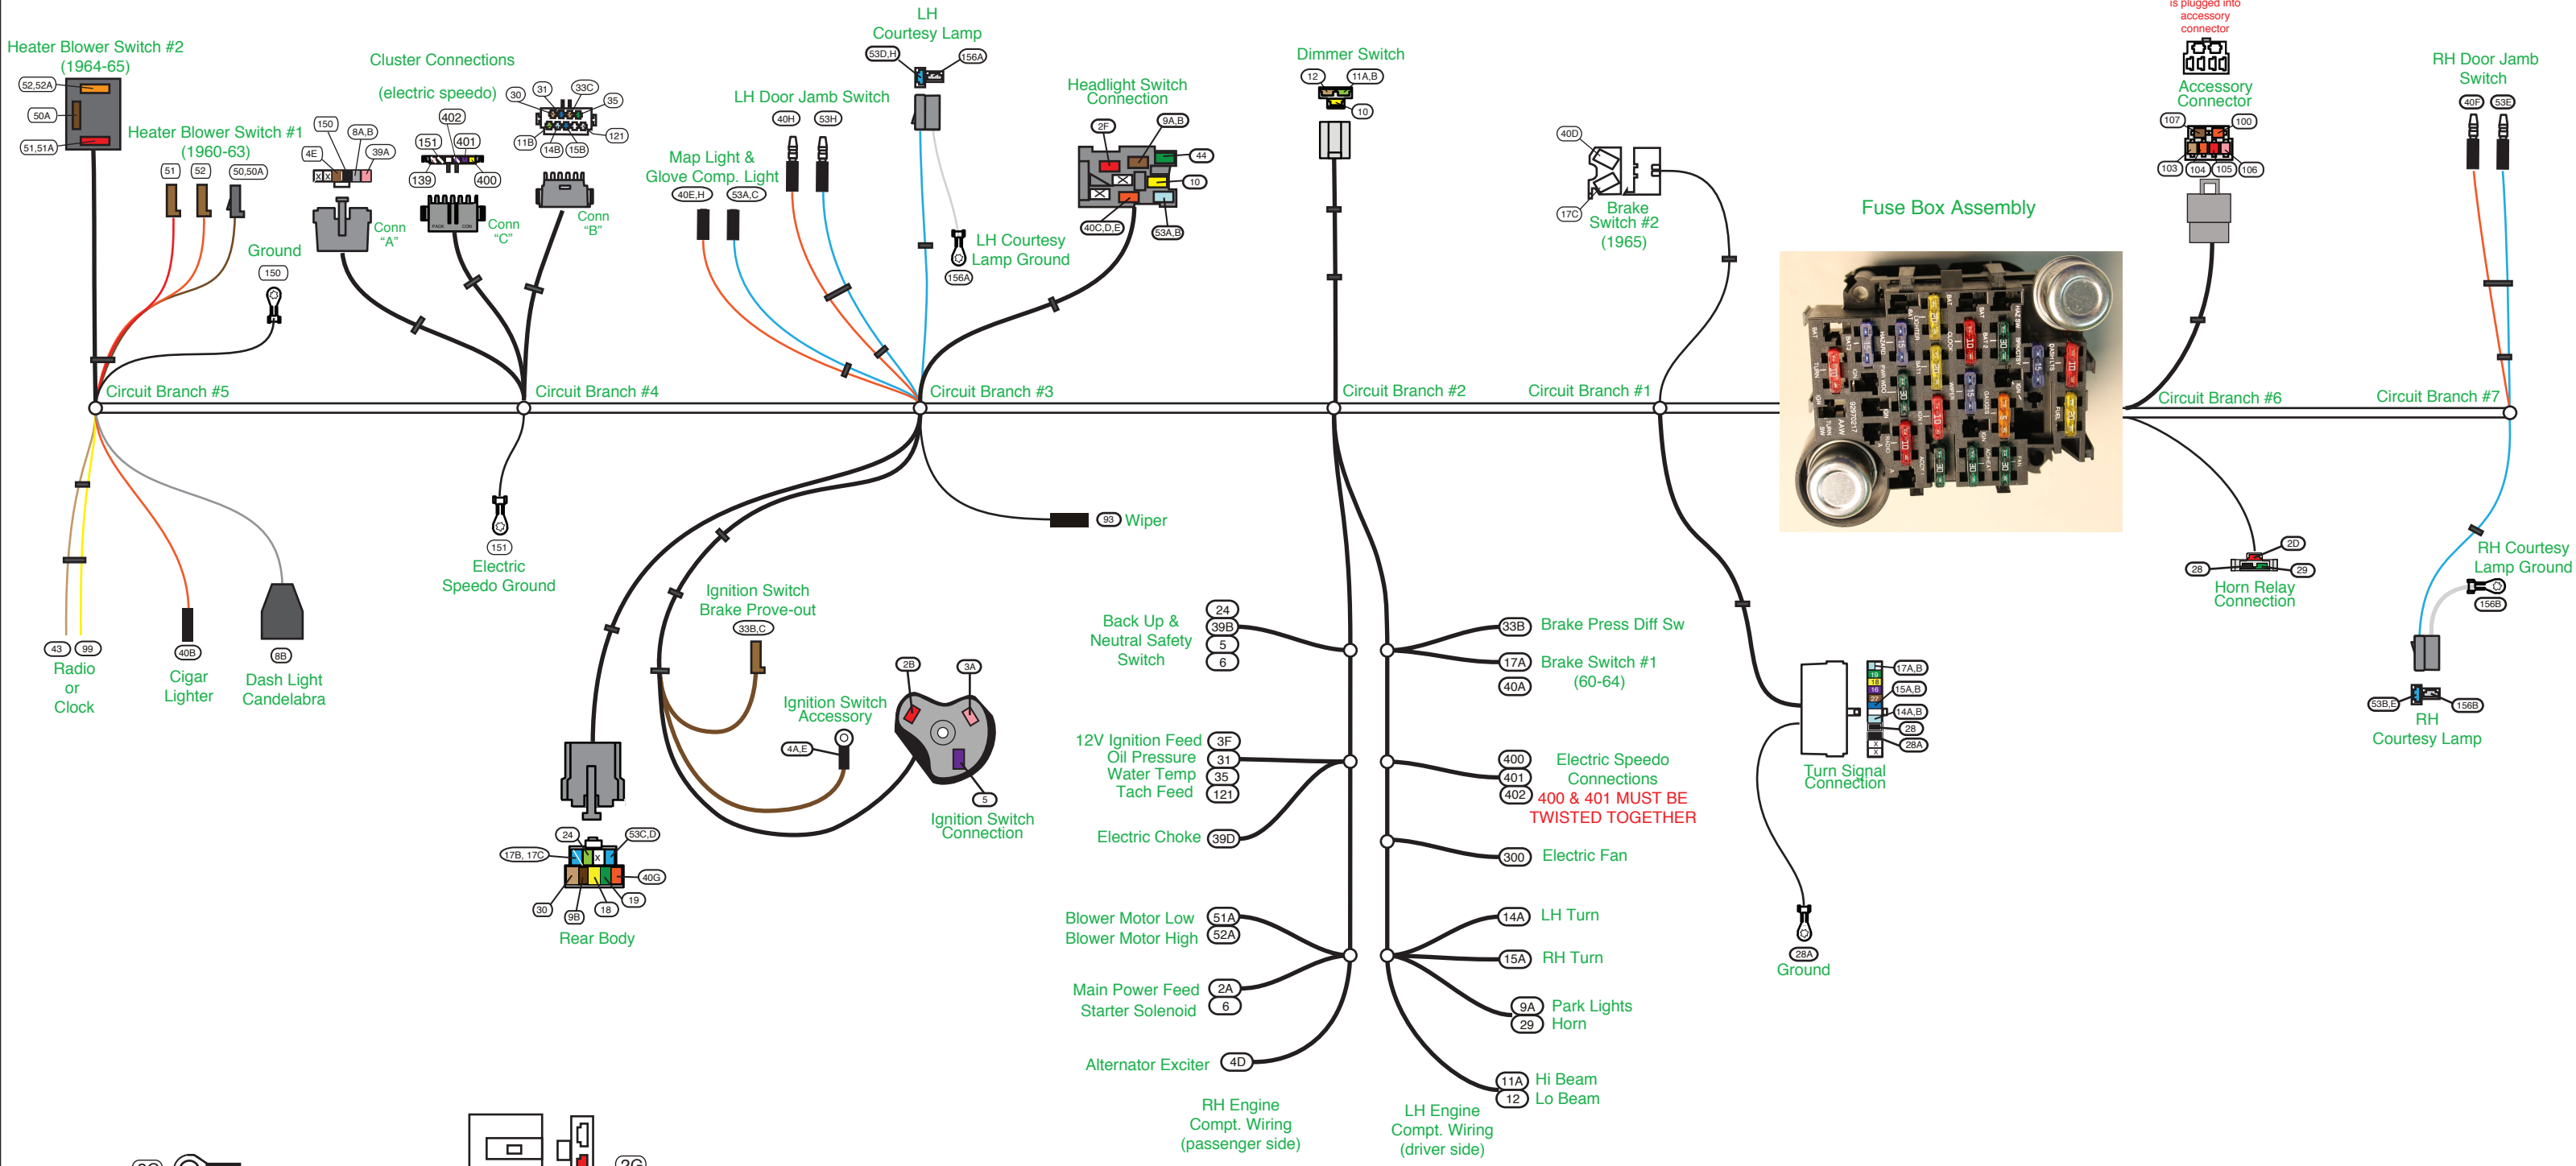 is plugged into
accessory
connector
Heater Blower Switch #2
(1964-65)
52,52A
50A
51,51A
Heater Blower Switch #1
(1960-63)
51
52
50,50A
Ground
150
Cluster Connections
(electric speedo)
150
8A,B
4E
39A
X X
Conn
"A"
402
151
401
139
400
Conn
"C"
30
31
33C
35
11B
14B
15B
121
Conn
"B"
Map Light &
Glove Comp. Light
40E,H
53A,C
LH Door Jamb Switch
40H
53H
LH
Courtesy Lamp
53D,H
156A
LH Courtesy
Lamp Ground
156A
Headlight Switch
Connection
2F
9A,B
44
10
40C,D,E
53A,B
Dimmer Switch
12
11A,B
10
40D
17C
Brake
Switch #2
(1965)
Fuse Box Assembly
Accessory
Connector
107
100
103
104
105
106
RH Door Jamb
Switch
40F
53E
Circuit Branch #5
Circuit Branch #4
Circuit Branch #3
Circuit Branch #2
Circuit Branch #1
Circuit Branch #6
Circuit Branch #7
43
99
Radio
or
Clock
40B
Cigar
Lighter
8B
Dash Light
Candelabra
151
Electric
Speedo Ground
93
Wiper
Ignition Switch
Brake Prove-out
33B,C
Ignition Switch
Accessory
4A,E
2B
3A
5
Ignition Switch
Connection
24
53C,D
17B, 17C
X
40G
30
9B
18
19
Rear Body
Back Up &
Neutral Safety
Switch
24
39B
5
6
12V Ignition Feed 3F
Oil Pressure 31
Water Temp 35
Tach Feed 121
Electric Choke 39D
Blower Motor Low 51A
Blower Motor High 52A
Main Power Feed 2A
Starter Solenoid 6
Alternator Exciter 4D
RH Engine
Compt. Wiring
(passenger side)
33B Brake Press Diff Sw
17A Brake Switch #1
40A (60-64)
400 Electric Speedo
401 Connections
402 400 & 401 MUST BE
TWISTED TOGETHER
300 Electric Fan
14A LH Turn
15A RH Turn
9A Park Lights
29 Horn
11A Hi Beam
12 Lo Beam
LH Engine
Compt. Wiring
(driver side)
17A,B
19
18
16
27
15A,B
14A,B
28
28A
X
X
Turn Signal
Connection
28A
Ground
2D
28
29
Horn Relay
Connection
RH Courtesy
Lamp Ground
156B
53B,E
156B
RH
Courtesy Lamp
2G